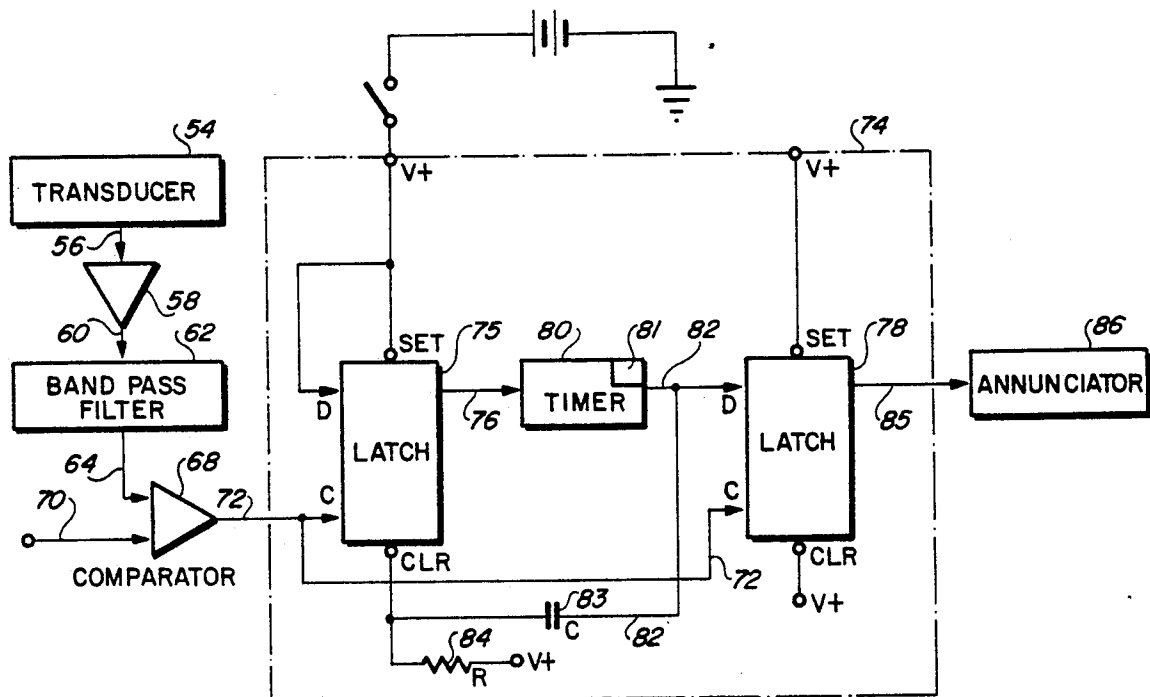 54
TRANSDUCER
56
58
60
62
BAND PASS
FILTER
64
68
70
72
COMPARATOR
74
V+
V+
SET
75
D
LATCH
C
CLR
76
80
81
TIMER
82
SET
78
D
LATCH
C
CLR
V+
72
83
C
82
84
R
V+
85
86
ANNUNCIATOR